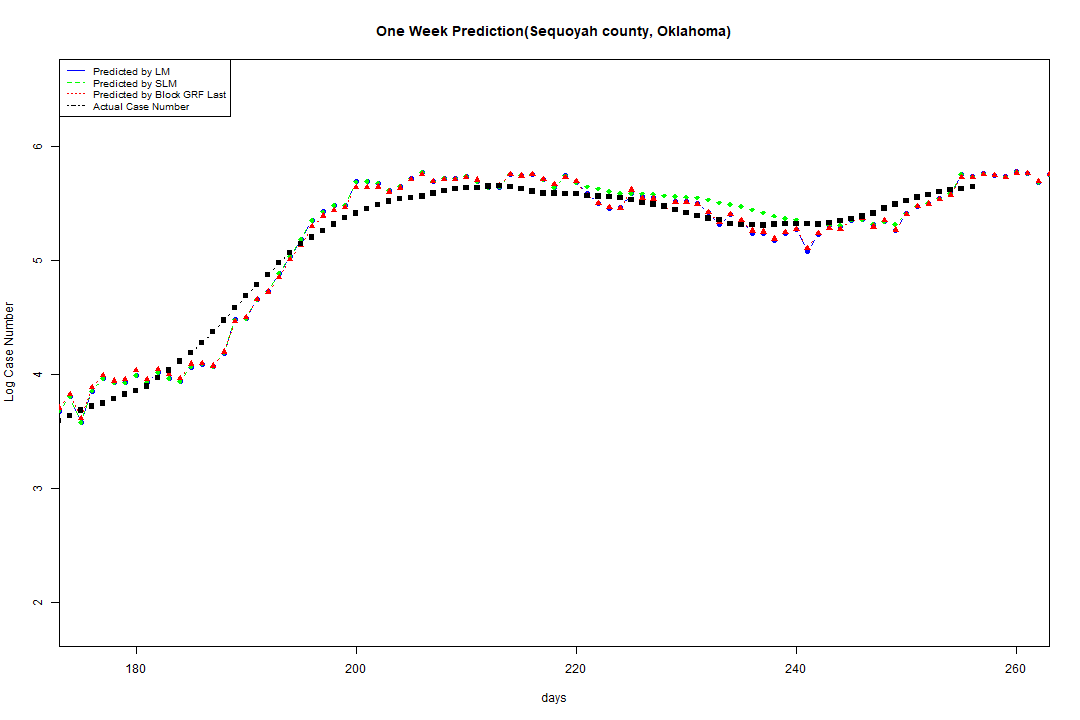 One Week Prediction(Sequoyah county, Oklahoma)
Predicted by LM
Predicted by SLM
Predicted by Block GRF Last
Actual Case Number
Log Case Number
6
5
4
3
2
180 200 220 240 260
days